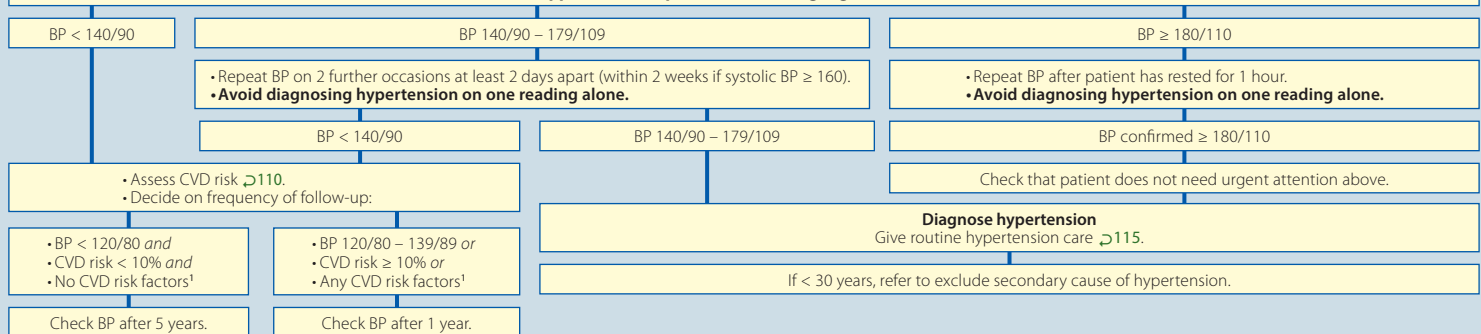 BP < 140/90
BP 140/90 – 179/109
BP ≥ 180/110
• Repeat BP on 2 further occasions at least 2 days apart (within 2 weeks if systolic BP ≥ 160).
• Avoid diagnosing hypertension on one reading alone.
• Repeat BP after patient has rested for 1 hour.
• Avoid diagnosing hypertension on one reading alone.
BP < 140/90
BP 140/90 – 179/109
BP confirmed ≥ 180/110
• Assess CVD risk ⮌110.
• Decide on frequency of follow-up:
Check that patient does not need urgent attention above.
Diagnose hypertension
Give routine hypertension care ⮌115.
• BP < 120/80 and
• CVD risk < 10% and
• No CVD risk factors¹
• BP 120/80 – 139/89 or
• CVD risk ≥ 10% or
• Any CVD risk factors¹
If < 30 years, refer to exclude secondary cause of hypertension.
Check BP after 5 years.
Check BP after 1 year.